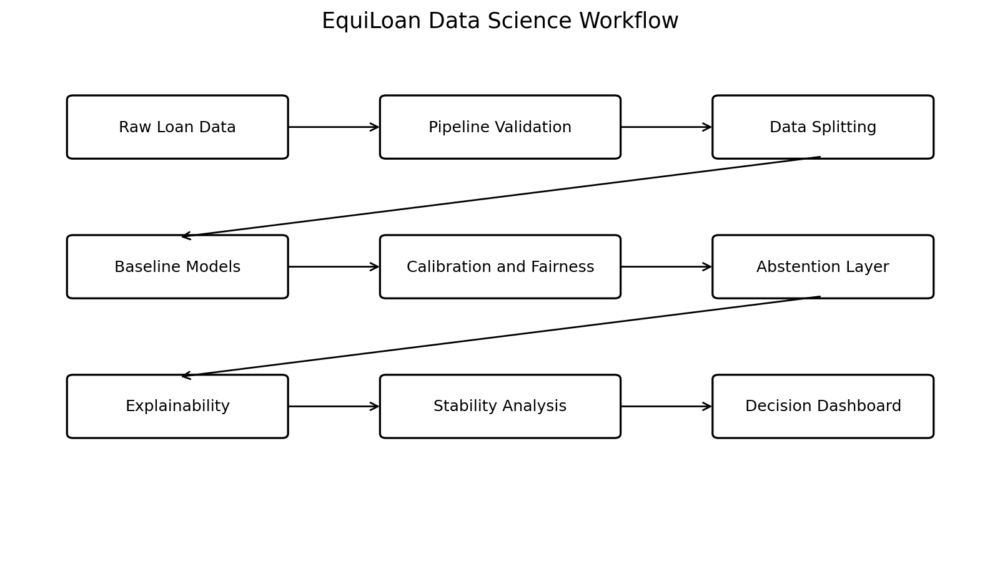 EquiLoan Data Science Workflow
Raw Loan Data
Pipeline Validation
Data Splitting
Baseline Models
Calibration and Fairness
Abstention Layer
Explainability
Stability Analysis
Decision Dashboard